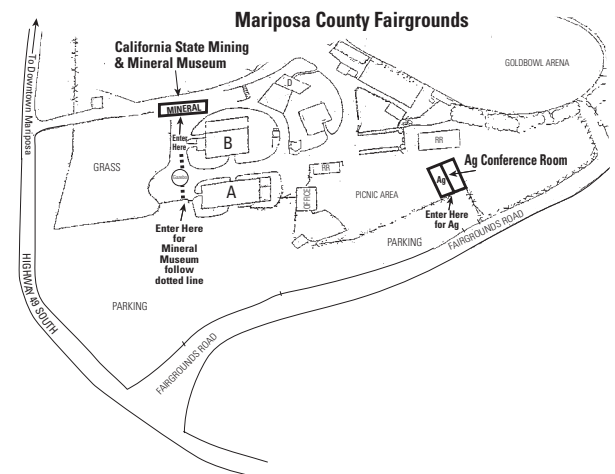 Mariposa County Fairgrounds
California State Mining
& Mineral Museum
To Downtown Mariposa
GOLDBOWL ARENA
MINERAL
D
Enter
Here
B
RR
Ag Conference Room
GRASS
RR
Ag
A
OFFICE
PICNIC AREA
Enter Here
for Ag
Enter Here
for
Mineral
Museum
follow
dotted line
PARKING
FAIRGROUNDS ROAD
HIGHWAY 49 SOUTH
PARKING
FAIRGROUNDS ROAD